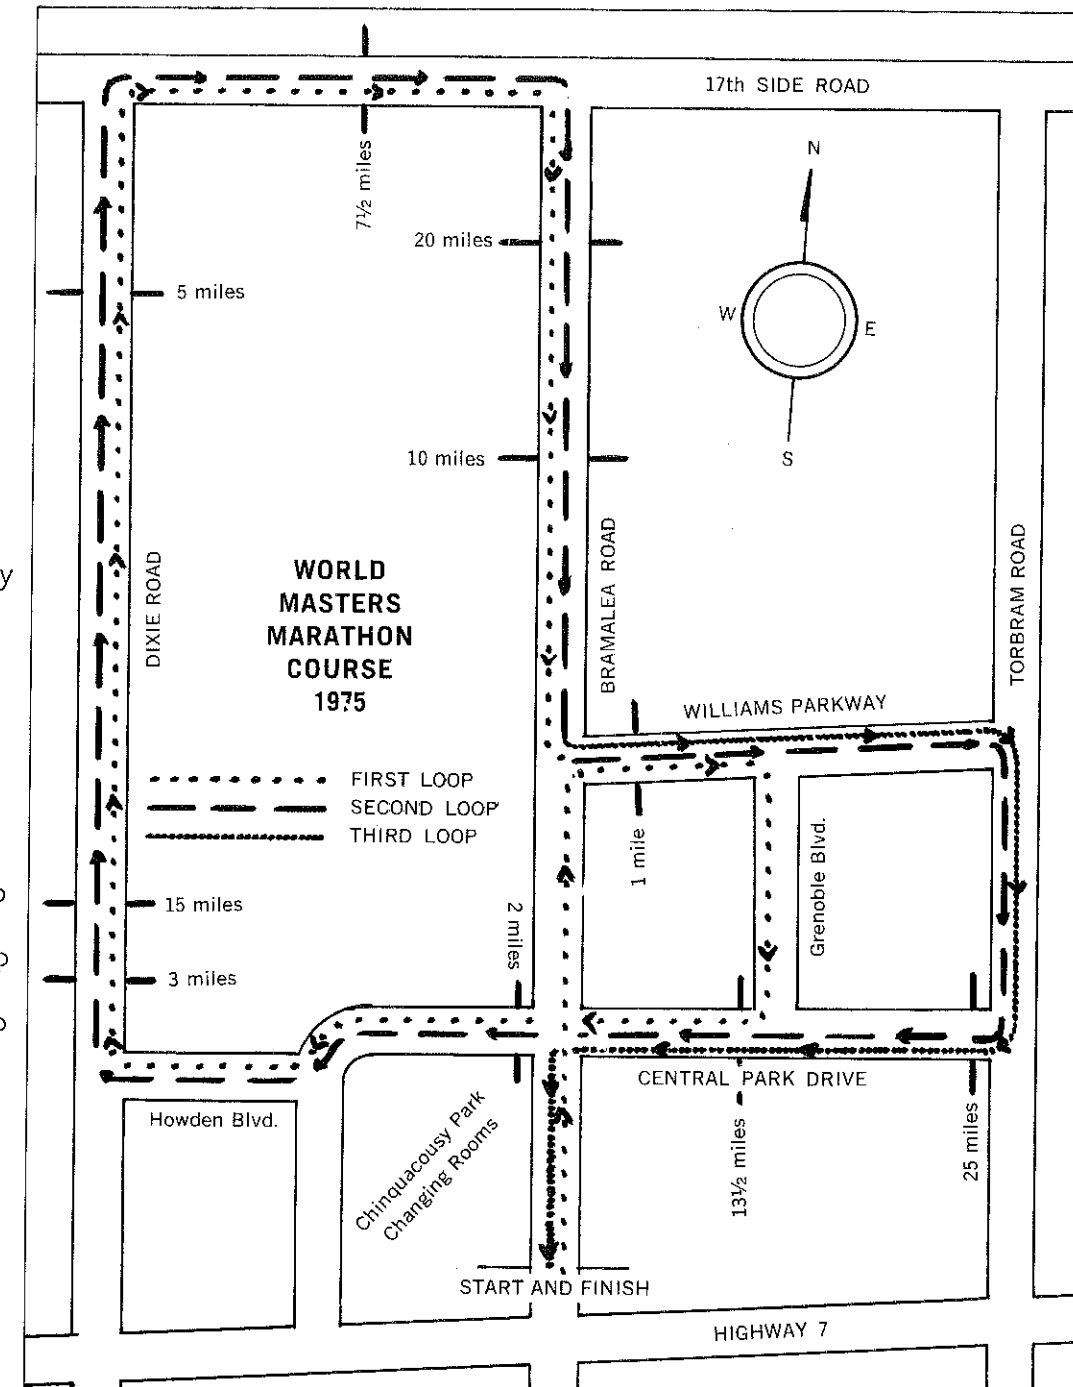 17th SIDE ROAD
7½ miles
N
W
E
S
20 miles
5 miles
10 miles
DIXIE ROAD
WORLD
MASTERS
MARATHON
COURSE
1975
BRAMALEA ROAD
TORBRAM ROAD
y
WILLIAMS PARKWAY
FIRST LOOP
SECOND LOOP
THIRD LOOP
1 mile
Grenoble Blvd.
15 miles
2 miles
3 miles
CENTRAL PARK DRIVE
Howden Blvd.
Chinquacousy Park
Changing Rooms
13½ miles
25 miles
START AND FINISH
HIGHWAY 7